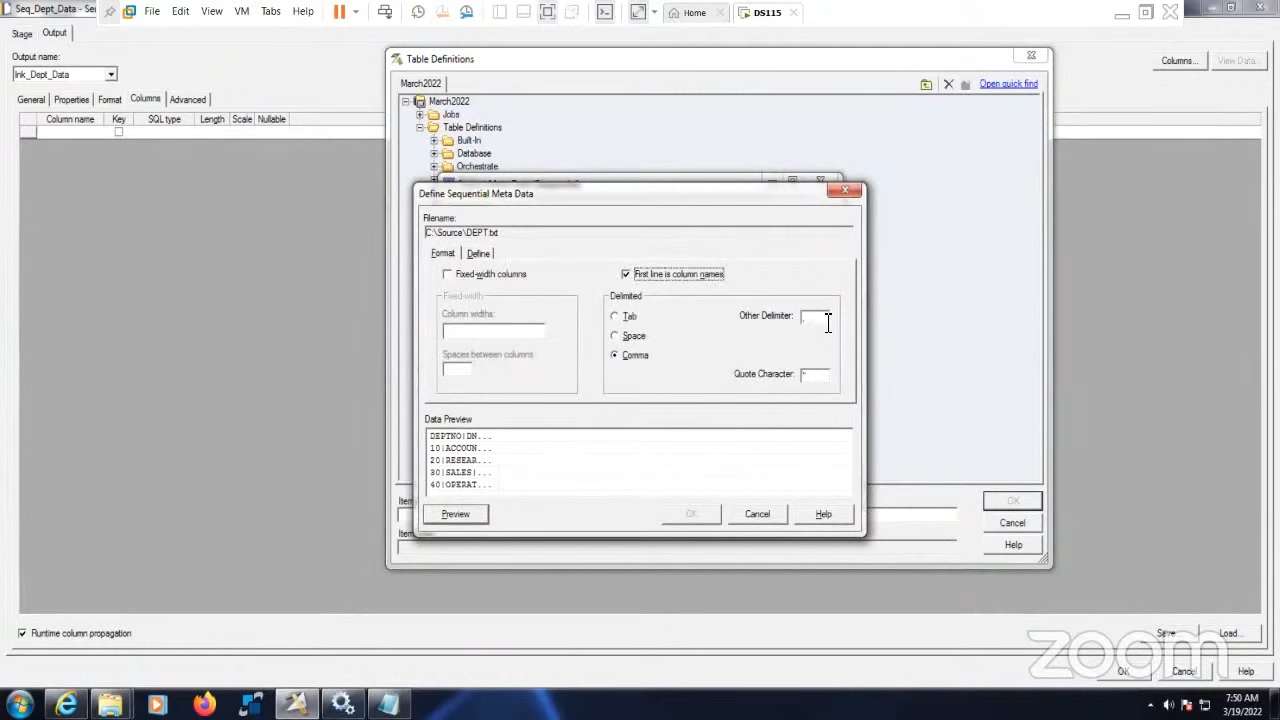 Seq_Dept_Data - Se
File Edit View VM Tabs Help
Home
DS115
Stage Output
Output name:
lnk_Dept_Data
Columns...
View Data...
General Properties Format Columns Advanced
Column name Key SQL type Length Scale Nullable
Table Definitions
March2022
Open quick find
March2022
Jobs
Table Definitions
Built-In
Database
Orchestrate
Define Sequential Meta Data
Filename:
C:\Source\DEPT.txt
Format Define
Fixed-width columns
First line is column names
Fixed-width
Column widths:
Spaces between columns
Delimited
Tab
Space
Comma
Other Delimiter:
,
Quote Character:
"
Data Preview
DEPTNO|DN...
10|ACCOUN...
20|RESEAR...
30|SALES|...
40|OPERAT...
Preview OK Cancel Help
OK
Cancel
Help
Runtime column propagation
Save... Load...
OK Cancel Help
zoom
7:50 AM
3/19/2022